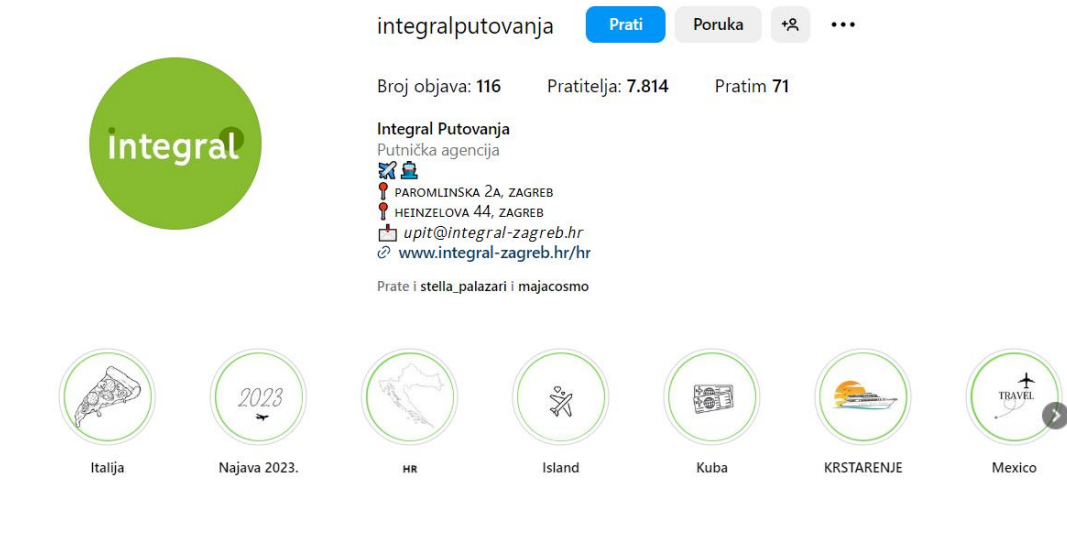 integralputovanja Prati Poruka
Broj objava: 116 Pratitelja: 7.814 Pratim 71
integral
Integral Putovanja
Putnička agencija
PAROMLINSKA 2A, ZAGREB
HEINZELOVA 44, ZAGREB
upit@integral-zagreb.hr
www.integral-zagreb.hr/hr
Prate i stella_palazari i majacosmo
2023
TRAVEL
Italija Najava 2023. HR Island Kuba KRSTARENJE Mexico